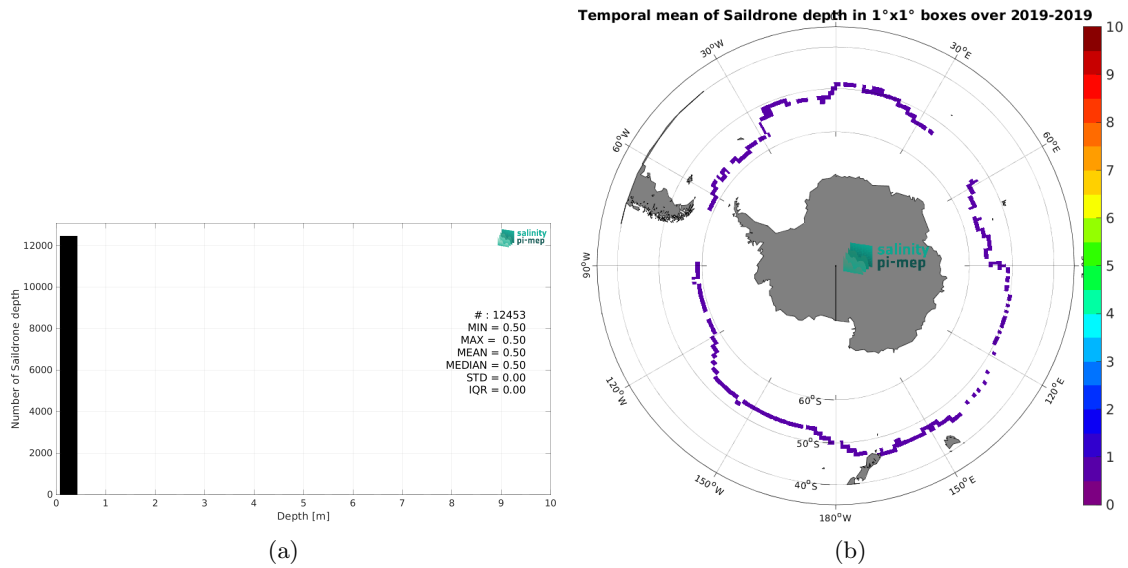 12000
10000
8000
6000
4000
2000
0
Number of Saildrone depth
salinity
pi-mep
# : 12453
MIN = 0.50
MAX = 0.50
MEAN = 0.50
MEDIAN = 0.50
STD = 0.00
IQR = 0.00
0 1 2 3 4 5 6 7 8 9 10
Depth [m]
(a)
Temporal mean of Saildrone depth in 1°x1° boxes over 2019-2019
30°W
30°E
60°W
60°E
90°W
salinity
pi-mep
120°W
120°E
60°S
50°S
40°S
150°W
150°E
180°W
10
9
8
7
6
5
4
3
2
1
0
(b)